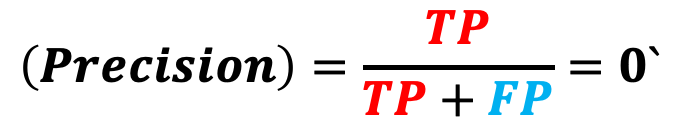 (Precision) = TP / TP + FP = 0`